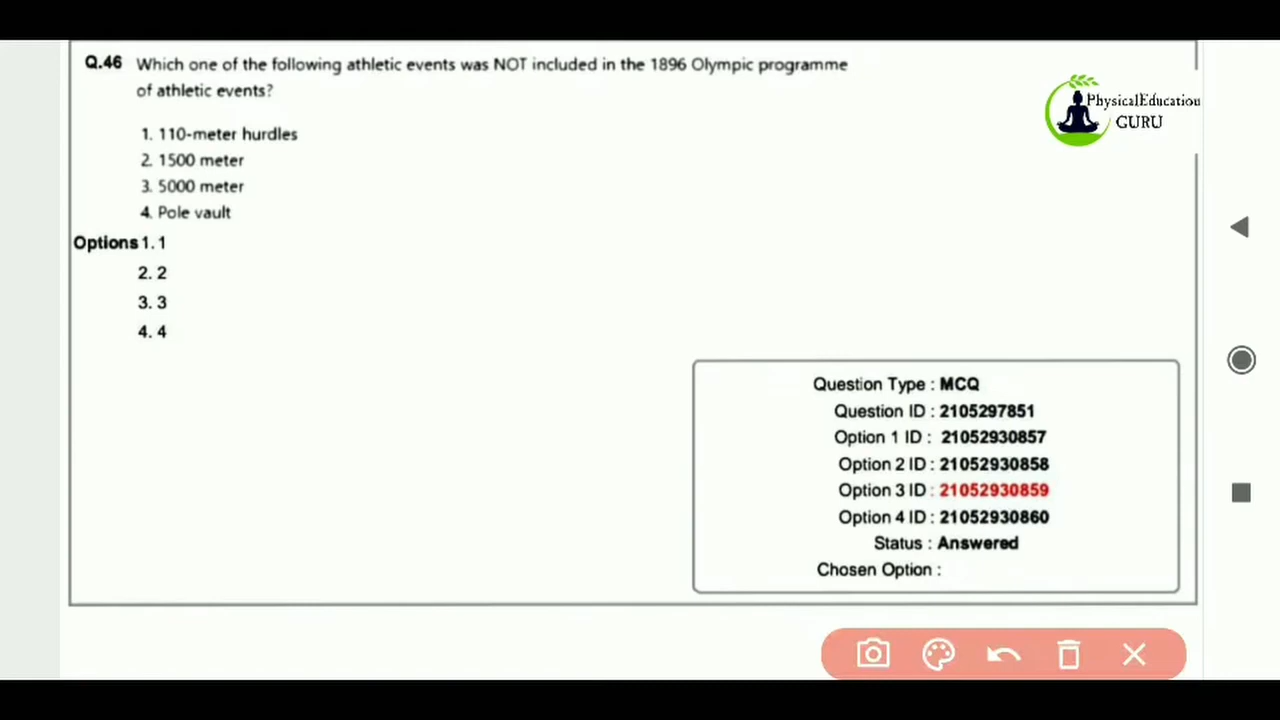 Q.46 Which one of the following athletic events was NOT included in the 1896 Olympic programme
of athletic events?
PhysicalEducation
GURU
1. 110-meter hurdles
2. 1500 meter
3. 5000 meter
4. Pole vault
Options 1. 1
2. 2
3. 3
4. 4
Question Type : MCQ
Question ID : 2105297851
Option 1 ID : 21052930857
Option 2 ID : 21052930858
Option 3 ID : 21052930859
Option 4 ID : 21052930860
Status : Answered
Chosen Option :